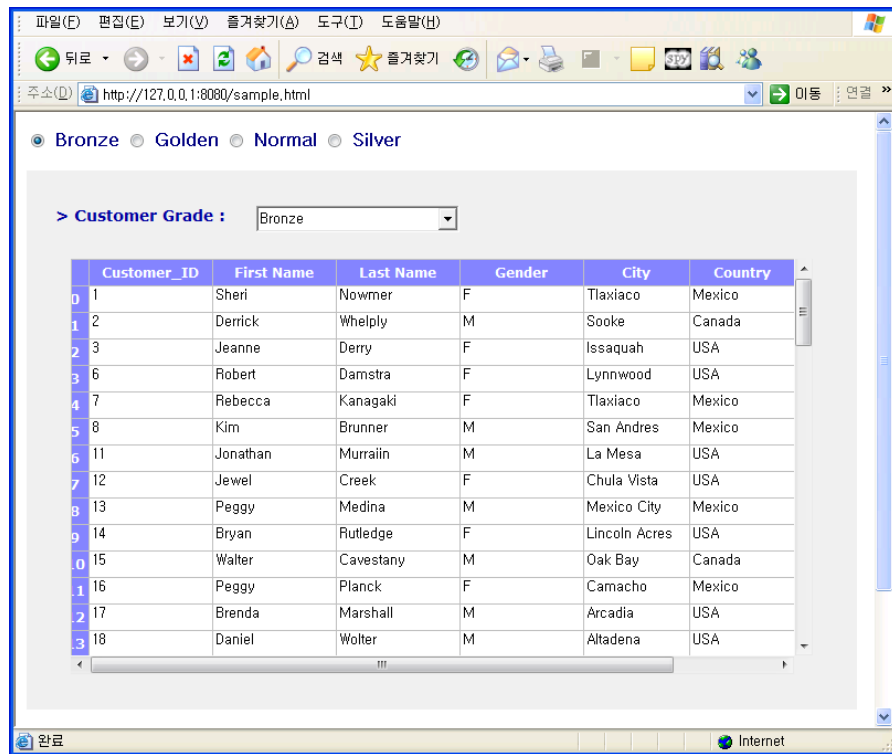 파일(F) 편집(E) 보기(V) 즐겨찾기(A) 도구(T) 도움말(H)
뒤로 검색 즐겨찾기 spy
주소(D) http://127,0,0,1:8080/sample,html 이동 연결 »
Bronze Golden Normal Silver
> Customer Grade : Bronze
Customer_ID First Name Last Name Gender City Country
0 1 Sheri Nowmer F Tlaxiaco Mexico
1 2 Derrick Whelply M Sooke Canada
2 3 Jeanne Derry F Issaquah USA
3 6 Robert Damstra F Lynnwood USA
4 7 Rebecca Kanagaki F Tlaxiaco Mexico
5 8 Kim Brunner M San Andres Mexico
6 11 Jonathan Murraiin M La Mesa USA
7 12 Jewel Creek F Chula Vista USA
8 13 Peggy Medina M Mexico City Mexico
9 14 Bryan Rutledge F Lincoln Acres USA
.0 15 Walter Cavestany M Oak Bay Canada
.1 16 Peggy Planck F Camacho Mexico
.2 17 Brenda Marshall M Arcadia USA
.3 18 Daniel Wolter M Altadena USA
완료 Internet